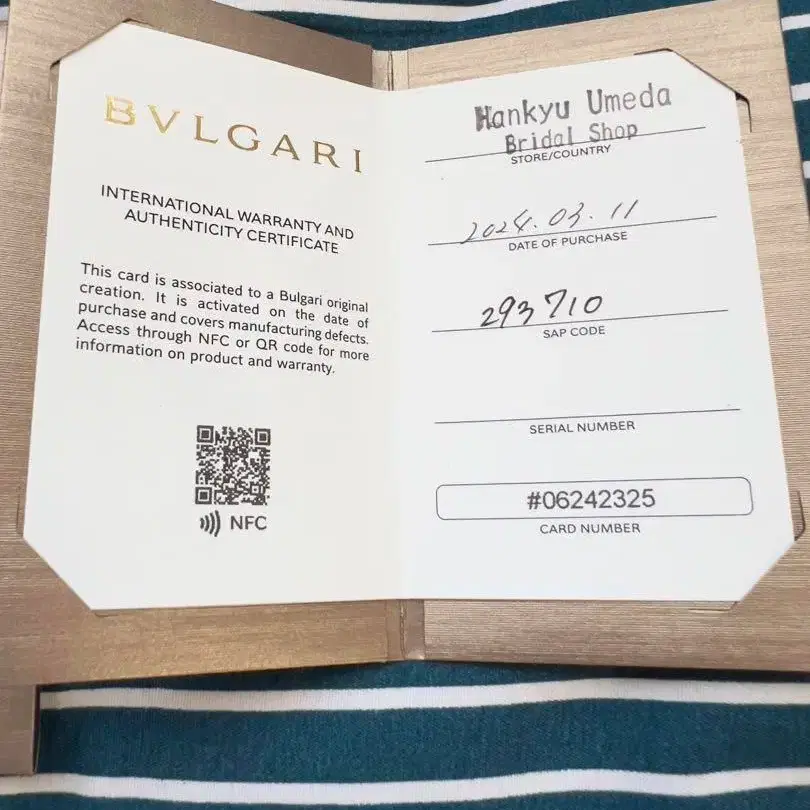 BVLGARI
INTERNATIONAL WARRANTY AND
AUTHENTICITY CERTIFICATE
This card is associated to a Bulgari original
creation. It is activated on the date of
purchase and covers manufacturing defects.
Access through NFC or QR code for more
information on product and warranty.
NFC
Hankyu Umeda
Bridal Shop
STORE/COUNTRY
2024.03.11
DATE OF PURCHASE
293710
SAP CODE
SERIAL NUMBER
#06242325
CARD NUMBER